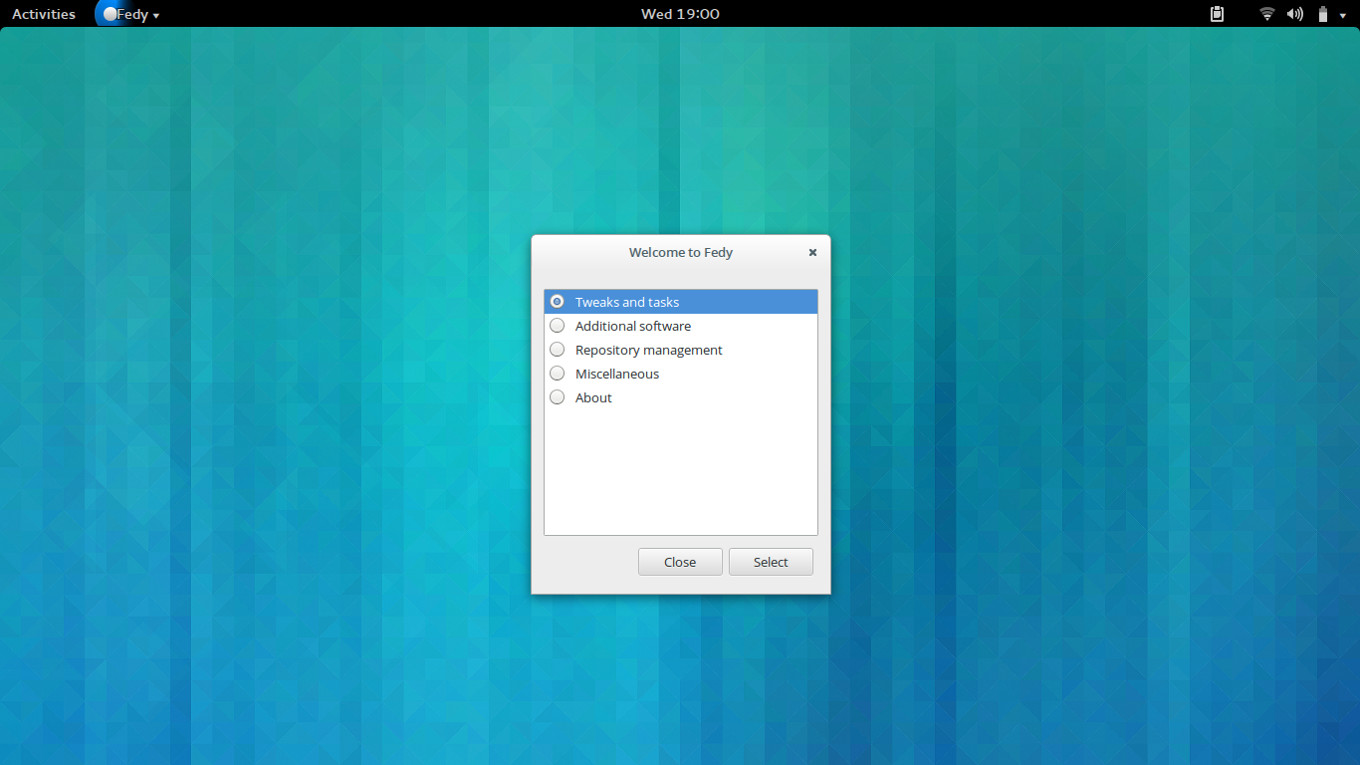 Activities Fedy Wed 19:00
Welcome to Fedy
Tweaks and tasks
Additional software
Repository management
Miscellaneous
About
Close Select